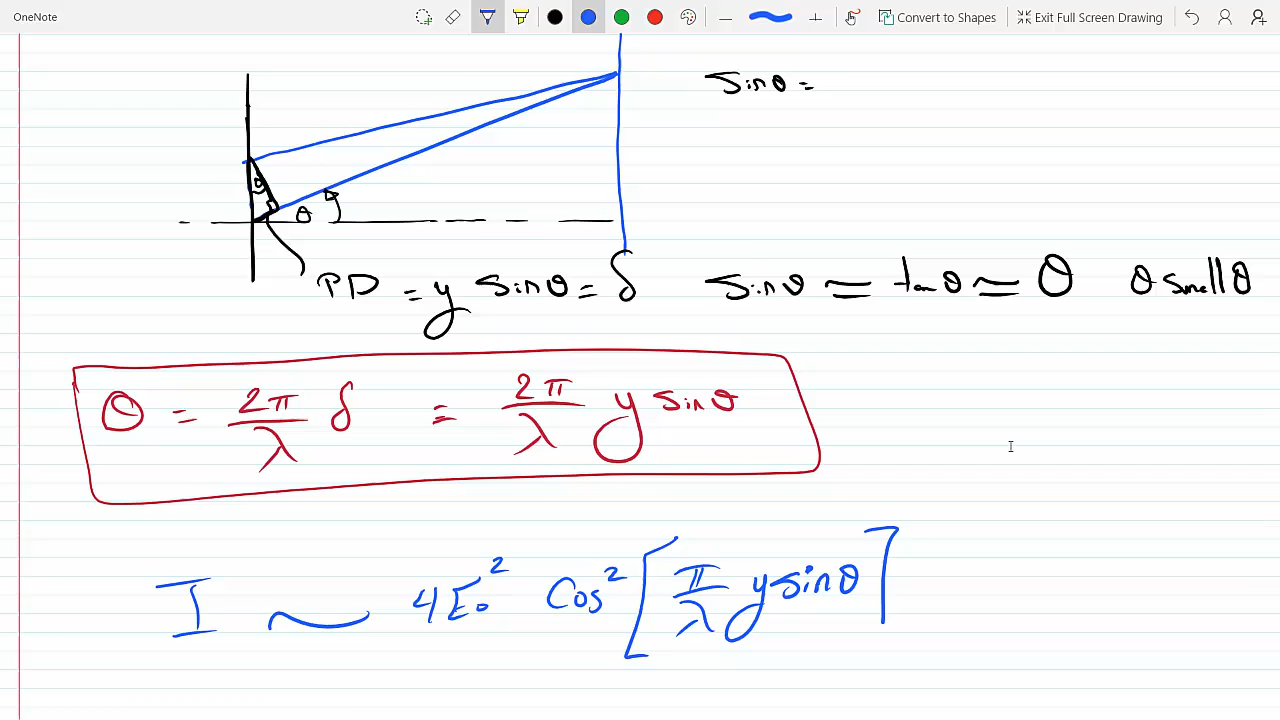 OneNote
Convert to Shapes
Exit Full Screen Drawing
sinθ =
θ
θ
PD = y sinθ = δ
sinθ ≃ tanθ ≃ θ θ small θ
Θ = 2π/λ δ = 2π/λ y sinθ
I ~ 4E₀² Cos² [π/λ y sinθ]